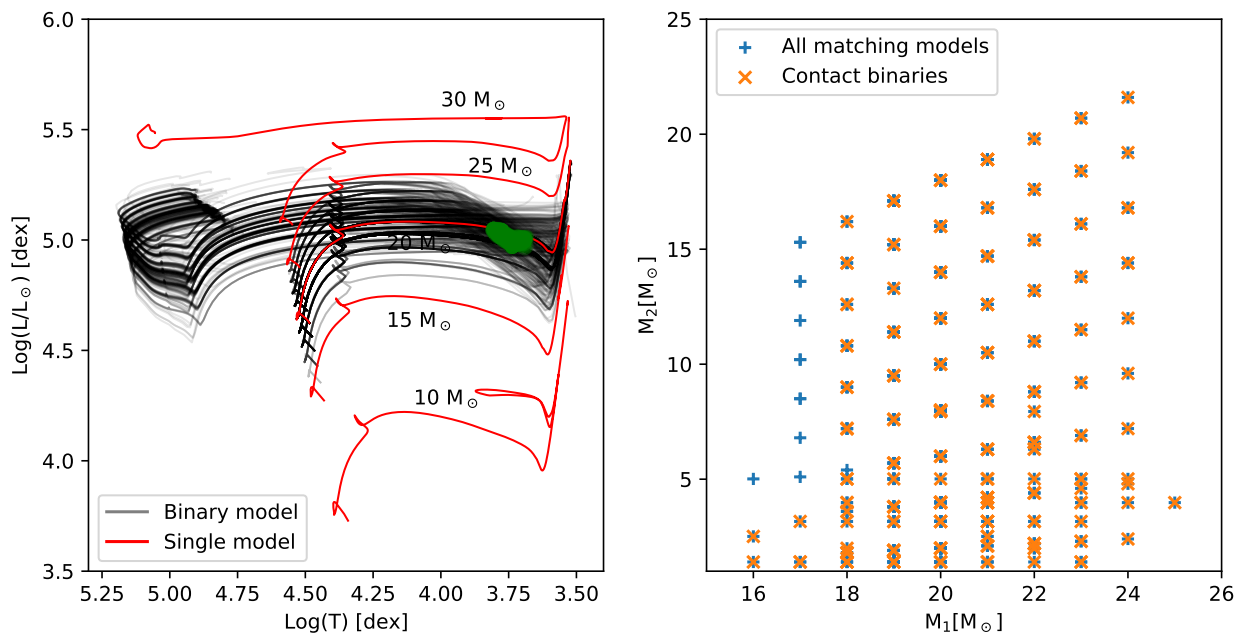 6.0
5.5
5.0
4.5
4.0
3.5
Log(L/L⊙) [dex]
30 M⊙
25 M⊙
20 M⊙
15 M⊙
10 M⊙
Binary model
Single model
5.25 5.00 4.75 4.50 4.25 4.00 3.75 3.50
Log(T) [dex]
25
20
15
10
5
M₂[M⊙]
All matching models
Contact binaries
16 18 20 22 24 26
M₁[M⊙]